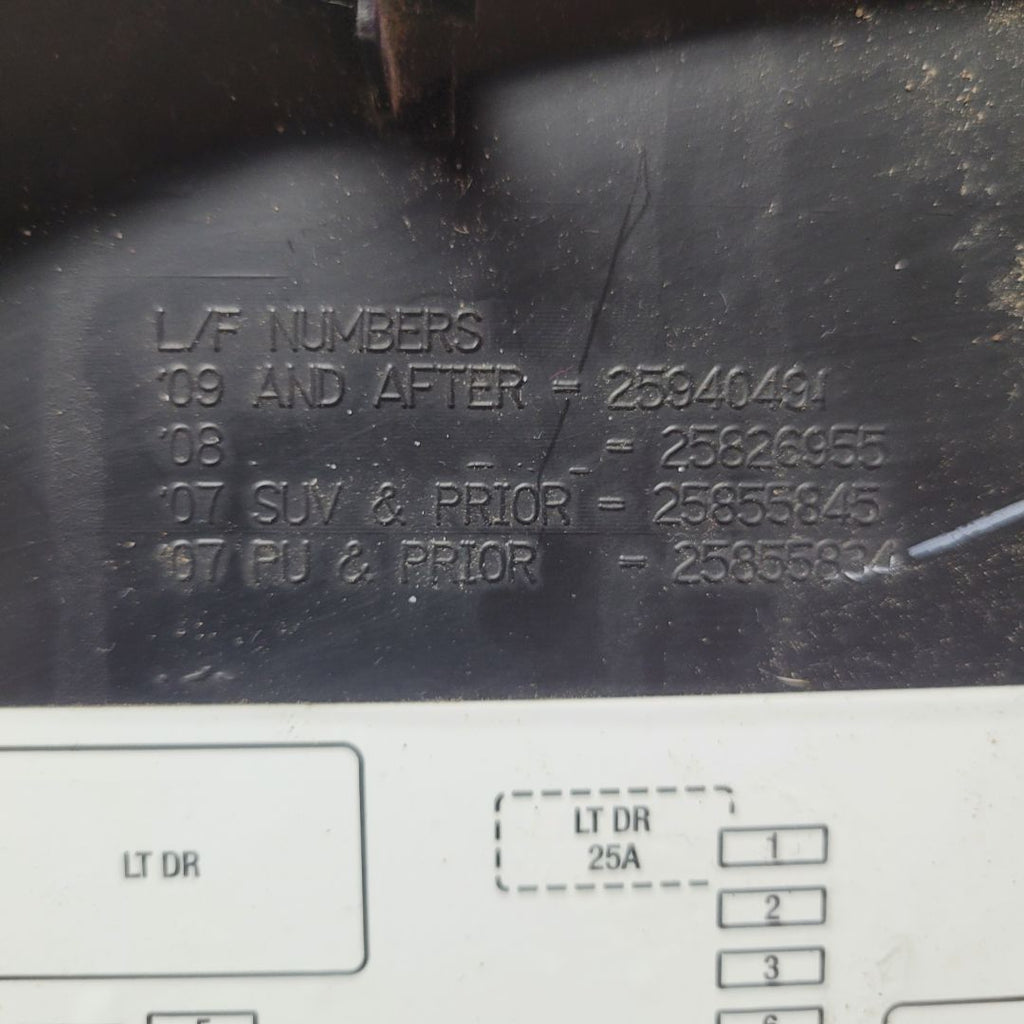 L/F NUMBERS
'09 AND AFTER = 25940491
'08 _ _ = 25826955
'07 SUV & PRIOR = 25855845
'07 PU & PRIOR = 25855834
LT DR
LT DR
25A
1
2
3